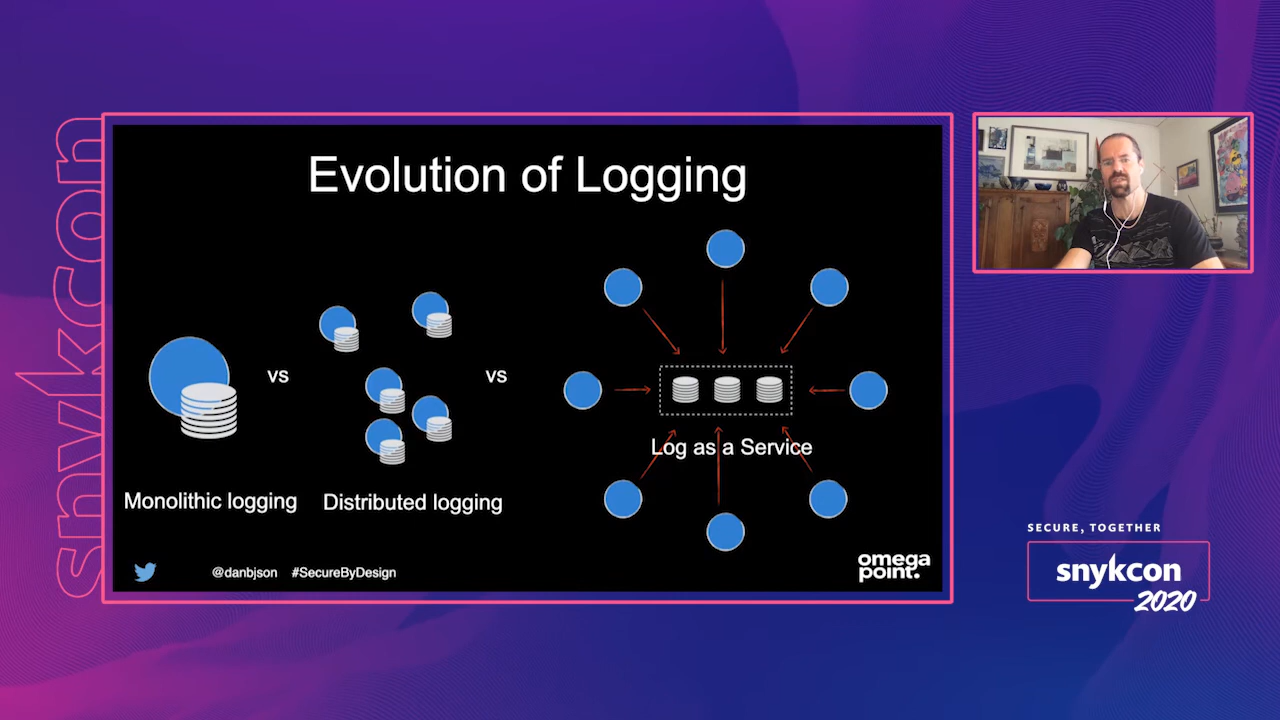 snykcon
Evolution of Logging
vs
vs
Log as a Service
Monolithic logging
Distributed logging
@danbjson
#SecureByDesign
omega
point.
SECURE, TOGETHER
snykcon
2020